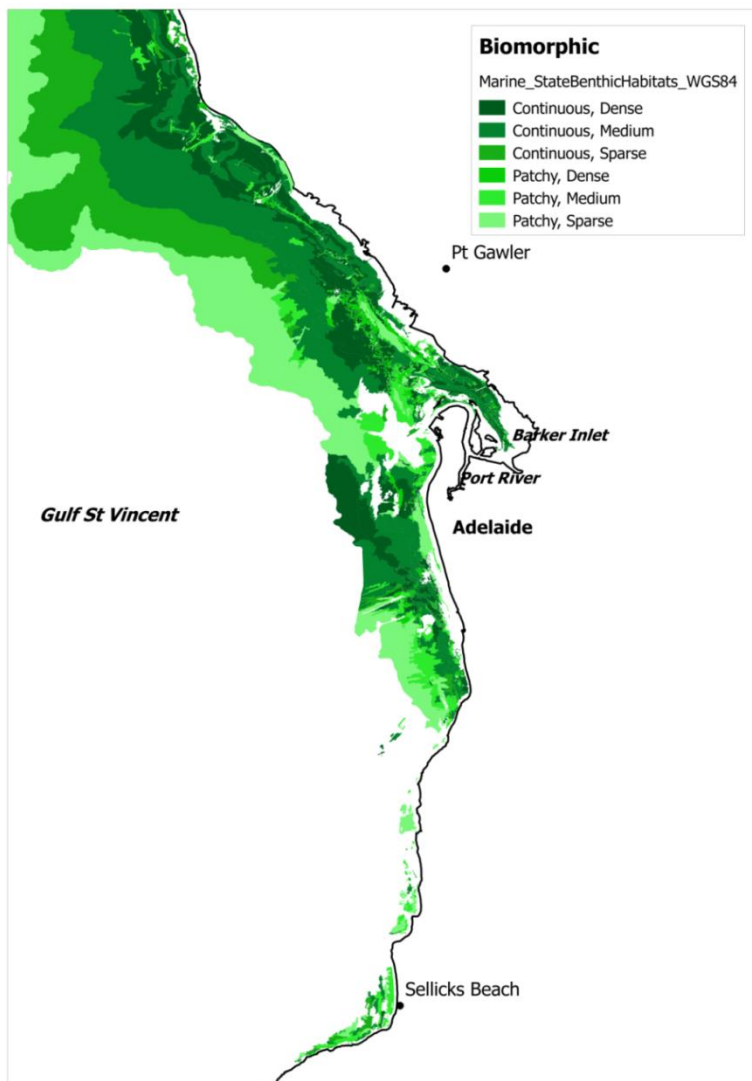 Biomorphic
Marine_StateBenthicHabitats_WGS84
Continuous, Dense
Continuous, Medium
Continuous, Sparse
Patchy, Dense
Patchy, Medium
Patchy, Sparse
Pt Gawler
Barker Inlet
Port River
Gulf St Vincent
Adelaide
Sellicks Beach